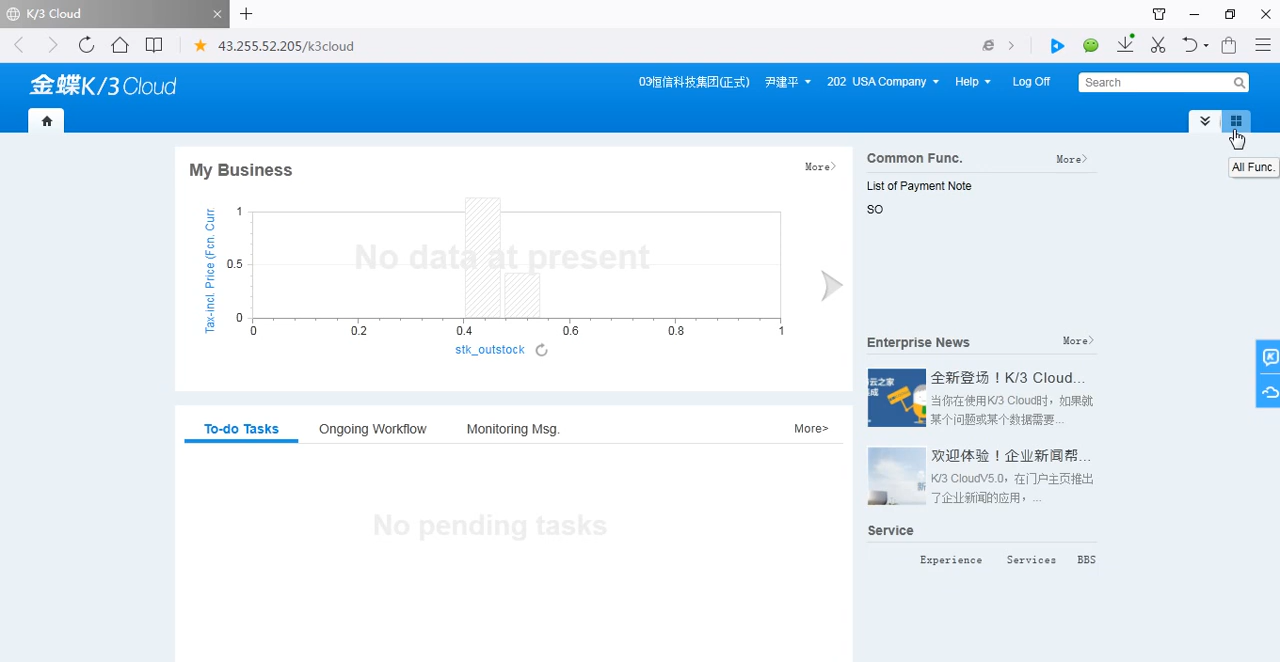 K/3 Cloud
43.255.52.205/k3cloud
金蝶K/3 Cloud
03恒信科技集团(正式) 尹建平 202 USA Company Help Log Off Search
All Func.
My Business More>
Common Func. More>
List of Payment Note
SO
Tax-incl. Price (Fcn. Curr.
1
0.5
0
No data at present
0 0.2 0.4 0.6 0.8 1
stk_outstock
Enterprise News More>
全新登场！K/3 Cloud...
当你在使用K/3 Cloud时，如果就
某个问题或某个数据需要...
欢迎体验！企业新闻帮...
K/3 CloudV5.0，在门户主页推出
了企业新闻的应用，...
To-do Tasks Ongoing Workflow Monitoring Msg. More>
No pending tasks
Service
Experience Services BBS